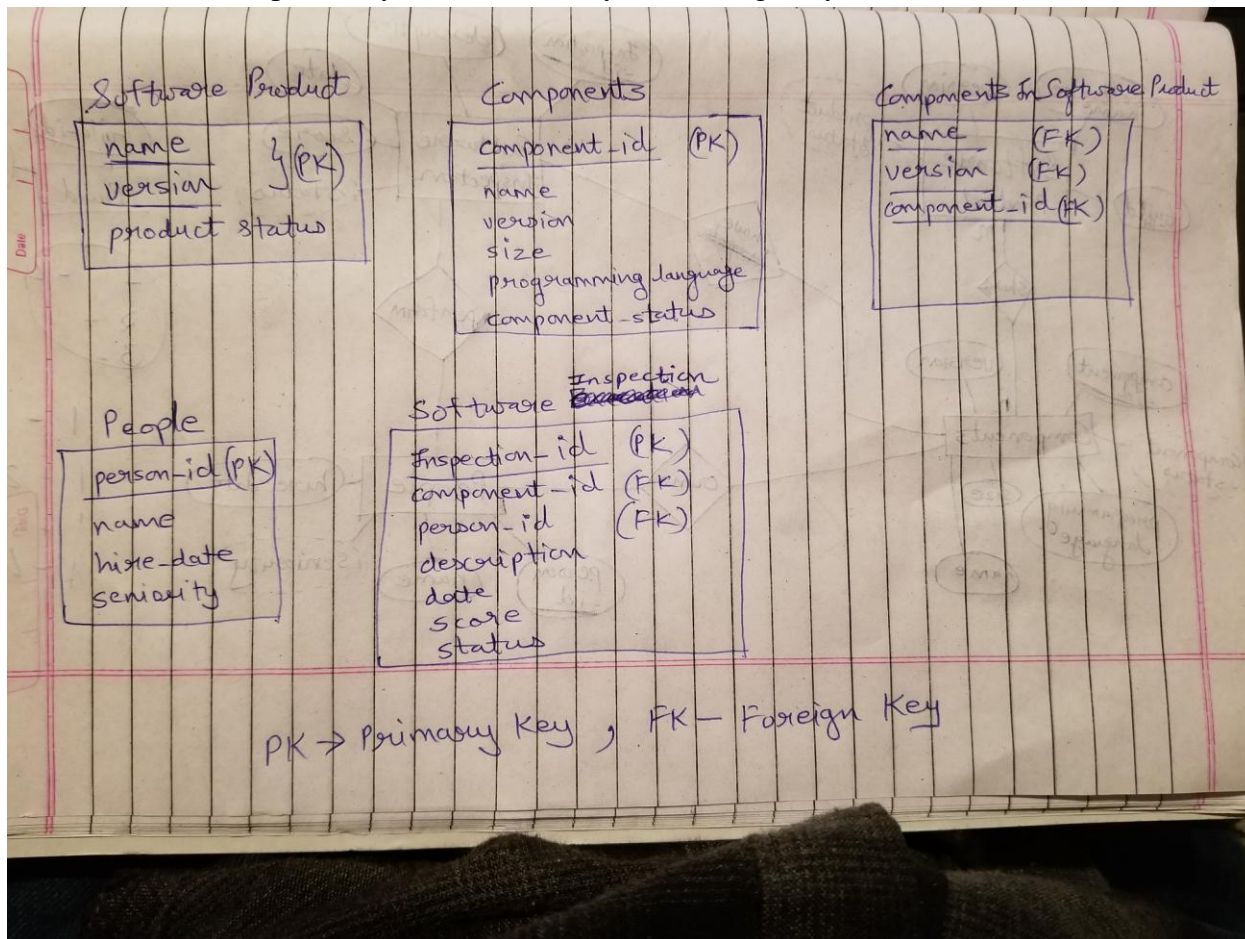 Software Product
name
version } (PK)
product status
Components
component_id (PK)
name
version
size
programming language
component_status
Components In Software Product
name (FK)
version (FK)
component_id (FK)
People
person_id (PK)
name
hire_date
seniority
Software Inspection
Inspection_id (PK)
component_id (FK)
person_id (FK)
description
date
score
status
PK → Primary Key , FK — Foreign Key
Date